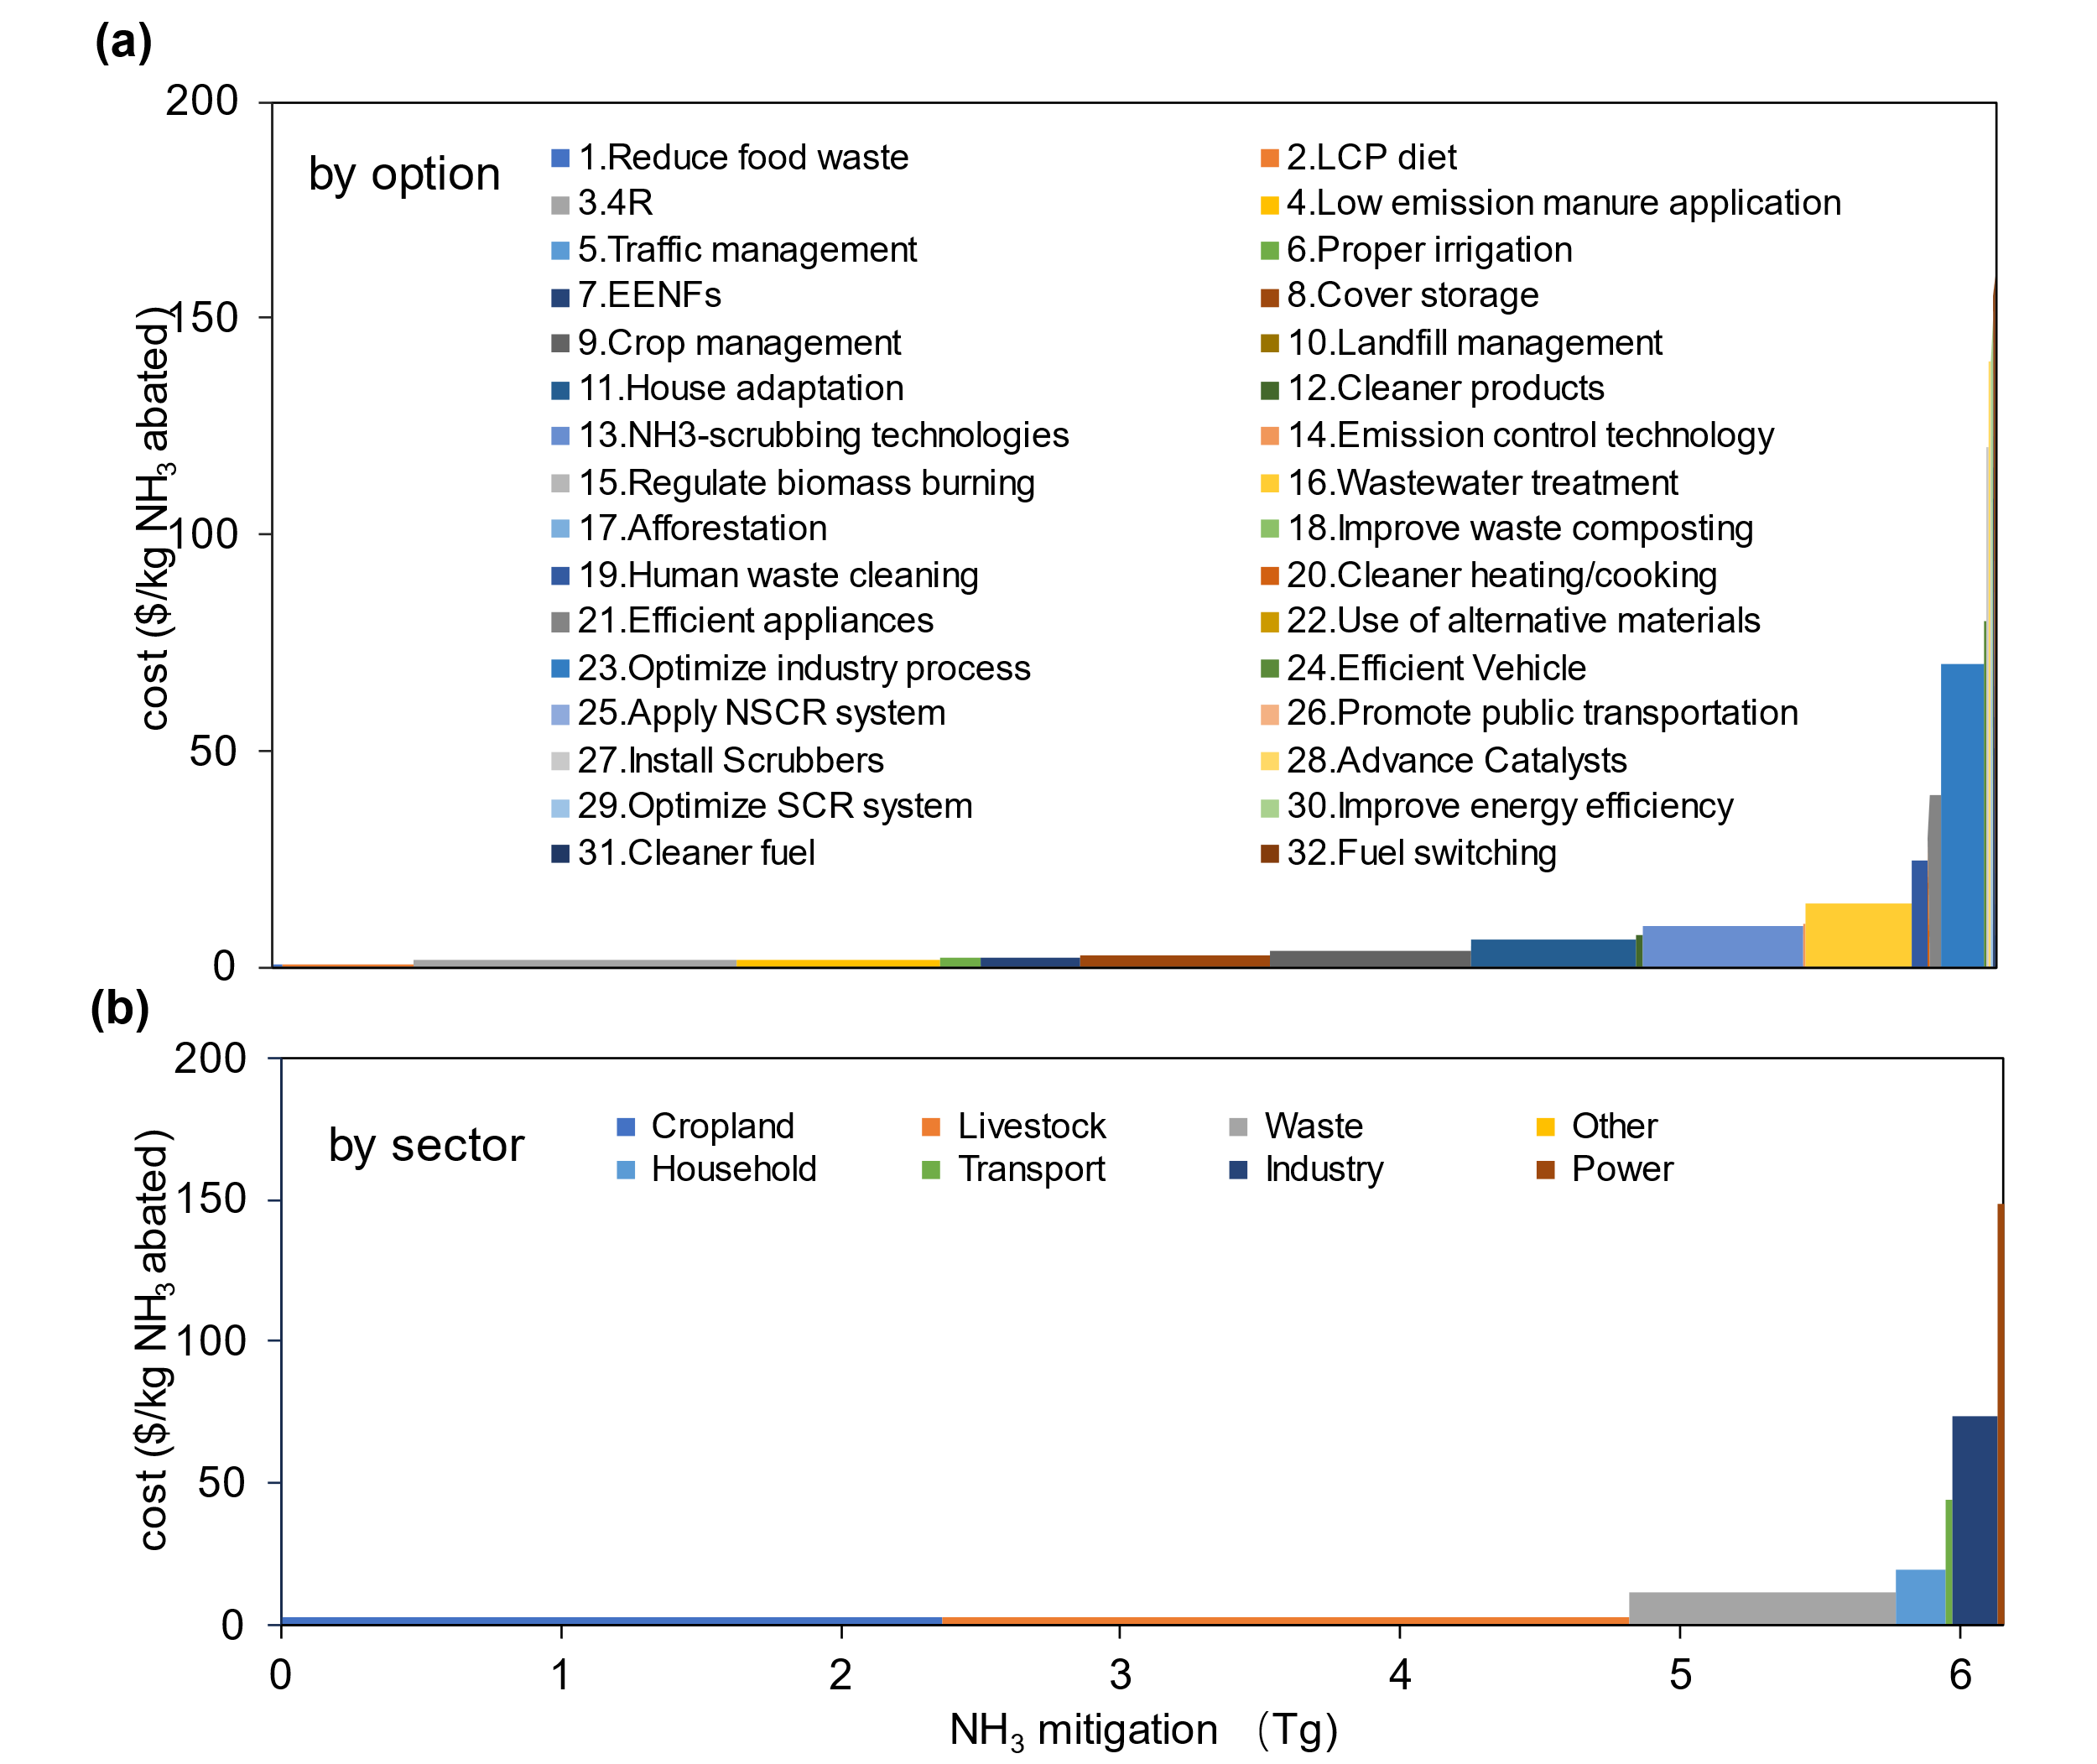 (a)
200
by option
1.Reduce food waste 2.LCP diet
3.4R 4.Low emission manure application
5.Traffic management 6.Proper irrigation
7.EENFs 8.Cover storage
150
9.Crop management 10.Landfill management
11.House adaptation 12.Cleaner products
13.NH3-scrubbing technologies 14.Emission control technology
15.Regulate biomass burning 16.Wastewater treatment
100
17.Afforestation 18.Improve waste composting
19.Human waste cleaning 20.Cleaner heating/cooking
21.Efficient appliances 22.Use of alternative materials
23.Optimize industry process 24.Efficient Vehicle
25.Apply NSCR system 26.Promote public transportation
50
27.Install Scrubbers 28.Advance Catalysts
29.Optimize SCR system 30.Improve energy efficiency
31.Cleaner fuel 32.Fuel switching
0
cost ($/kg NH3 abated)
(b)
200
by sector
Cropland Livestock Waste Other
Household Transport Industry Power
150
100
50
0
cost ($/kg NH3 abated)
0 1 2 3 4 5 6
NH3 mitigation （Tg）